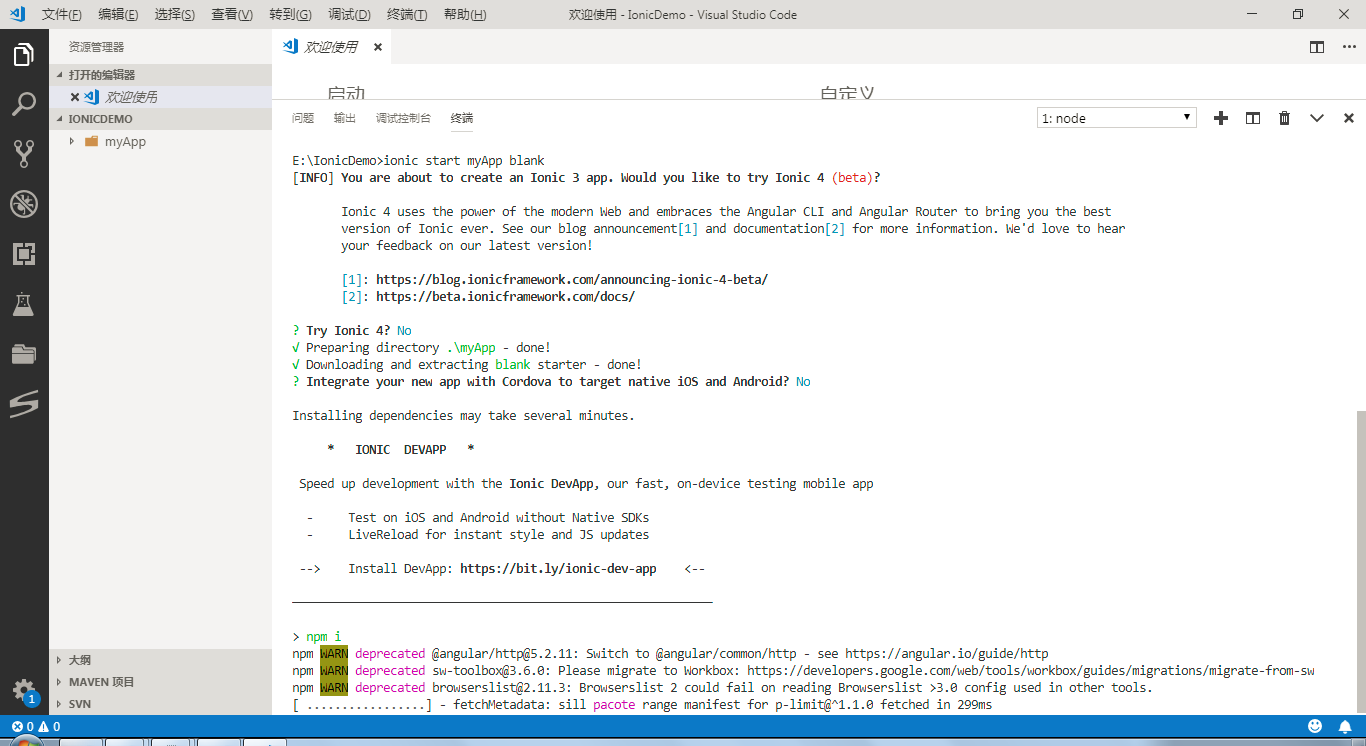 文件(F) 编辑(E) 选择(S) 查看(V) 转到(G) 调试(D) 终端(T) 帮助(H) 欢迎使用 - IonicDemo - Visual Studio Code
资源管理器
欢迎使用
打开的编辑器
欢迎使用
IONICDEMO
myApp
启动 自定义
问题 输出 调试控制台 终端 1: node
E:\IonicDemo>ionic start myApp blank
[INFO] You are about to create an Ionic 3 app. Would you like to try Ionic 4 (beta)?
Ionic 4 uses the power of the modern Web and embraces the Angular CLI and Angular Router to bring you the best
version of Ionic ever. See our blog announcement[1] and documentation[2] for more information. We'd love to hear
your feedback on our latest version!
[1]: https://blog.ionicframework.com/announcing-ionic-4-beta/
[2]: https://beta.ionicframework.com/docs/
? Try Ionic 4? No
√ Preparing directory .\myApp - done!
√ Downloading and extracting blank starter - done!
? Integrate your new app with Cordova to target native iOS and Android? No
Installing dependencies may take several minutes.
* IONIC DEVAPP *
Speed up development with the Ionic DevApp, our fast, on-device testing mobile app
- Test on iOS and Android without Native SDKs
- LiveReload for instant style and JS updates
--> Install DevApp: https://bit.ly/ionic-dev-app <--
> npm i
npm WARN deprecated @angular/http@5.2.11: Switch to @angular/common/http - see https://angular.io/guide/http
npm WARN deprecated sw-toolbox@3.6.0: Please migrate to Workbox: https://developers.google.com/web/tools/workbox/guides/migrations/migrate-from-sw
npm WARN deprecated browserslist@2.11.3: Browserslist 2 could fail on reading Browserslist >3.0 config used in other tools.
[ .................] - fetchMetadata: sill pacote range manifest for p-limit@^1.1.0 fetched in 299ms
大纲
MAVEN 项目
SVN
1
0 0